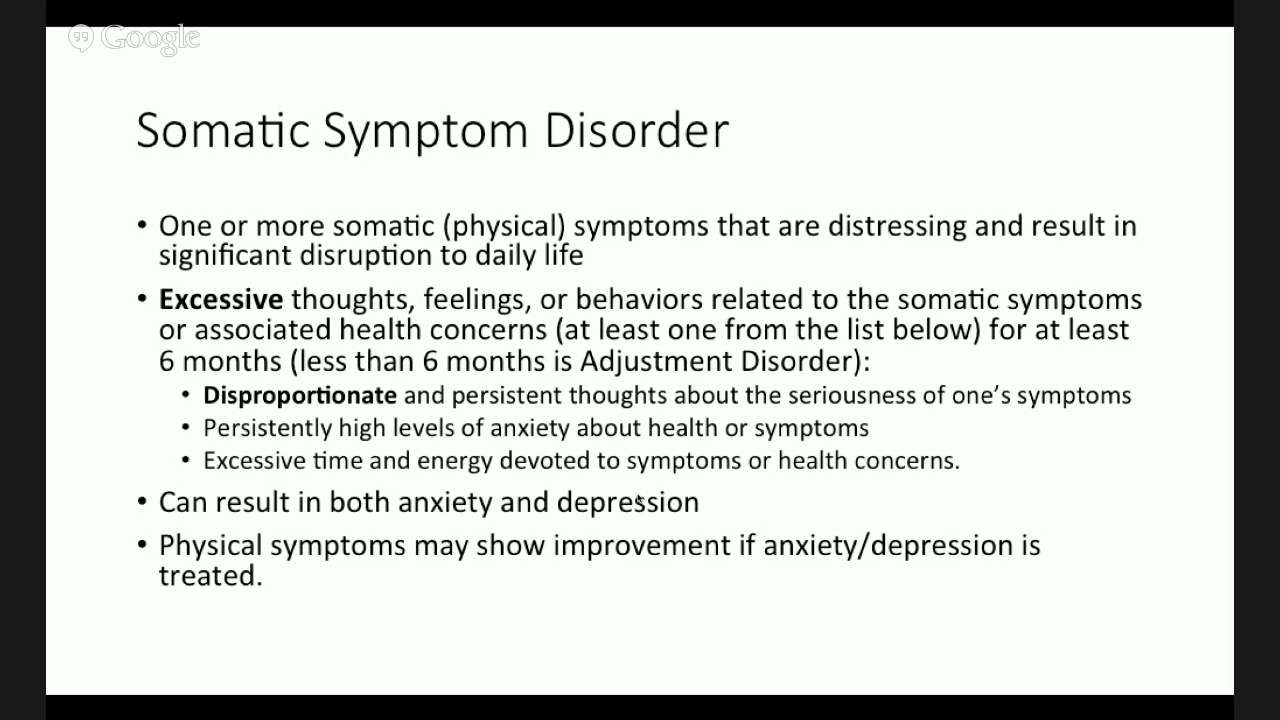 Google
Somatic Symptom Disorder
• One or more somatic (physical) symptoms that are distressing and result in
significant disruption to daily life
• Excessive thoughts, feelings, or behaviors related to the somatic symptoms
or associated health concerns (at least one from the list below) for at least
6 months (less than 6 months is Adjustment Disorder):
• Disproportionate and persistent thoughts about the seriousness of one's symptoms
• Persistently high levels of anxiety about health or symptoms
• Excessive time and energy devoted to symptoms or health concerns.
• Can result in both anxiety and depression
• Physical symptoms may show improvement if anxiety/depression is
treated.